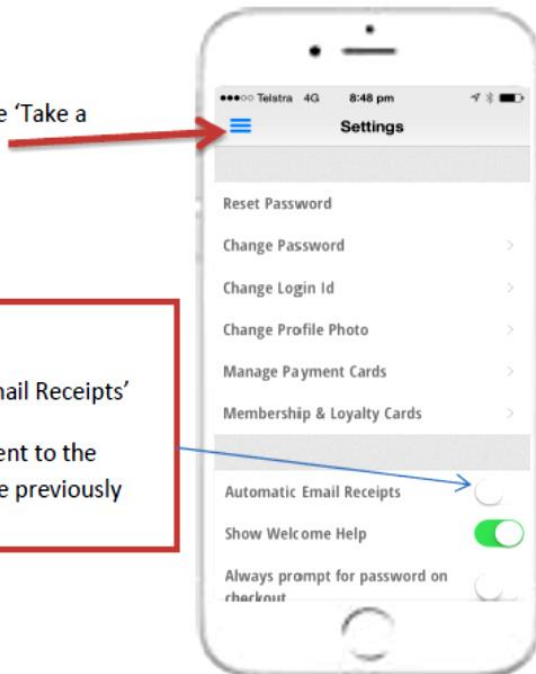 e 'Take a
Telstra 4G 8:48 pm
Settings
Reset Password
Change Password
Change Login Id
Change Profile Photo
Manage Payment Cards
Membership & Loyalty Cards
nail Receipts'
ent to the
e previously
Automatic Email Receipts
Show Welcome Help
Always prompt for password on
checkout